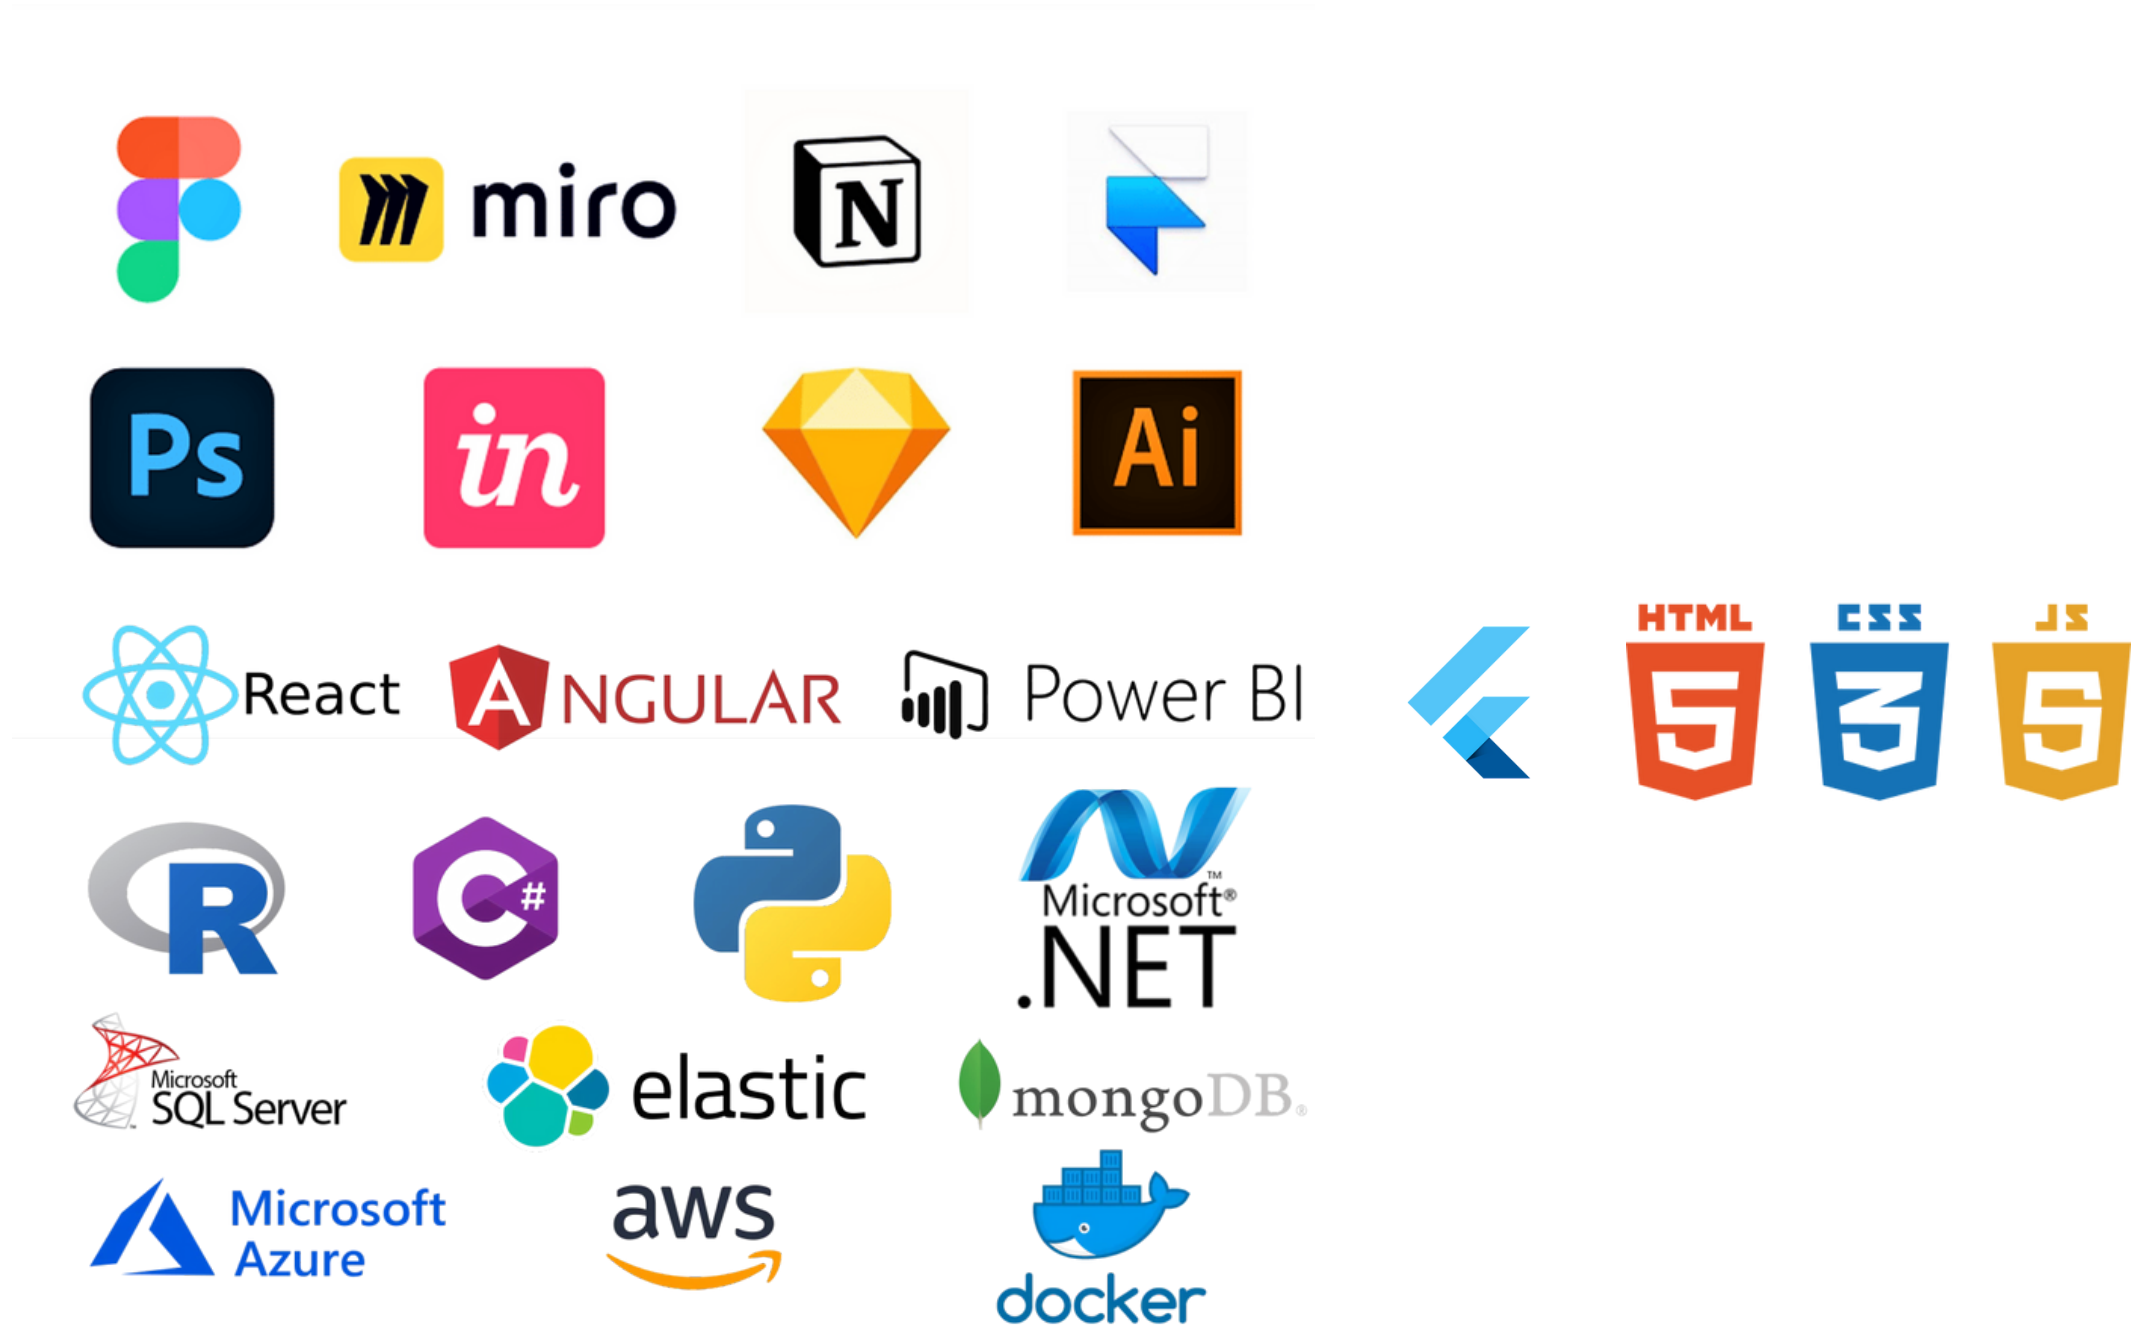 miro
N
Ps
in
Ai
React
ANGULAR
Power BI
HTML
5
CSS
3
JS
5
R
C#
Microsoft®
.NET
™
Microsoft
SQL Server
elastic
mongoDB®
Microsoft
Azure
aws
docker